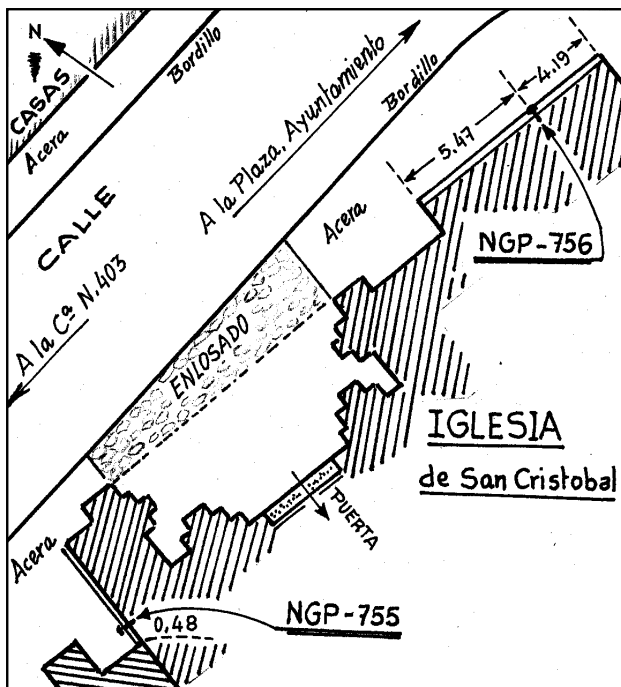 N
CASAS
Acera
Bordillo
A la Plaza, Ayuntamiento
Bordillo
4.19
5.47
CALLE
Acera
NGP-756
A la Cª N.403
ENLOSADO
IGLESIA
de San Cristobal
PUERTA
Acera
NGP-755
0,48